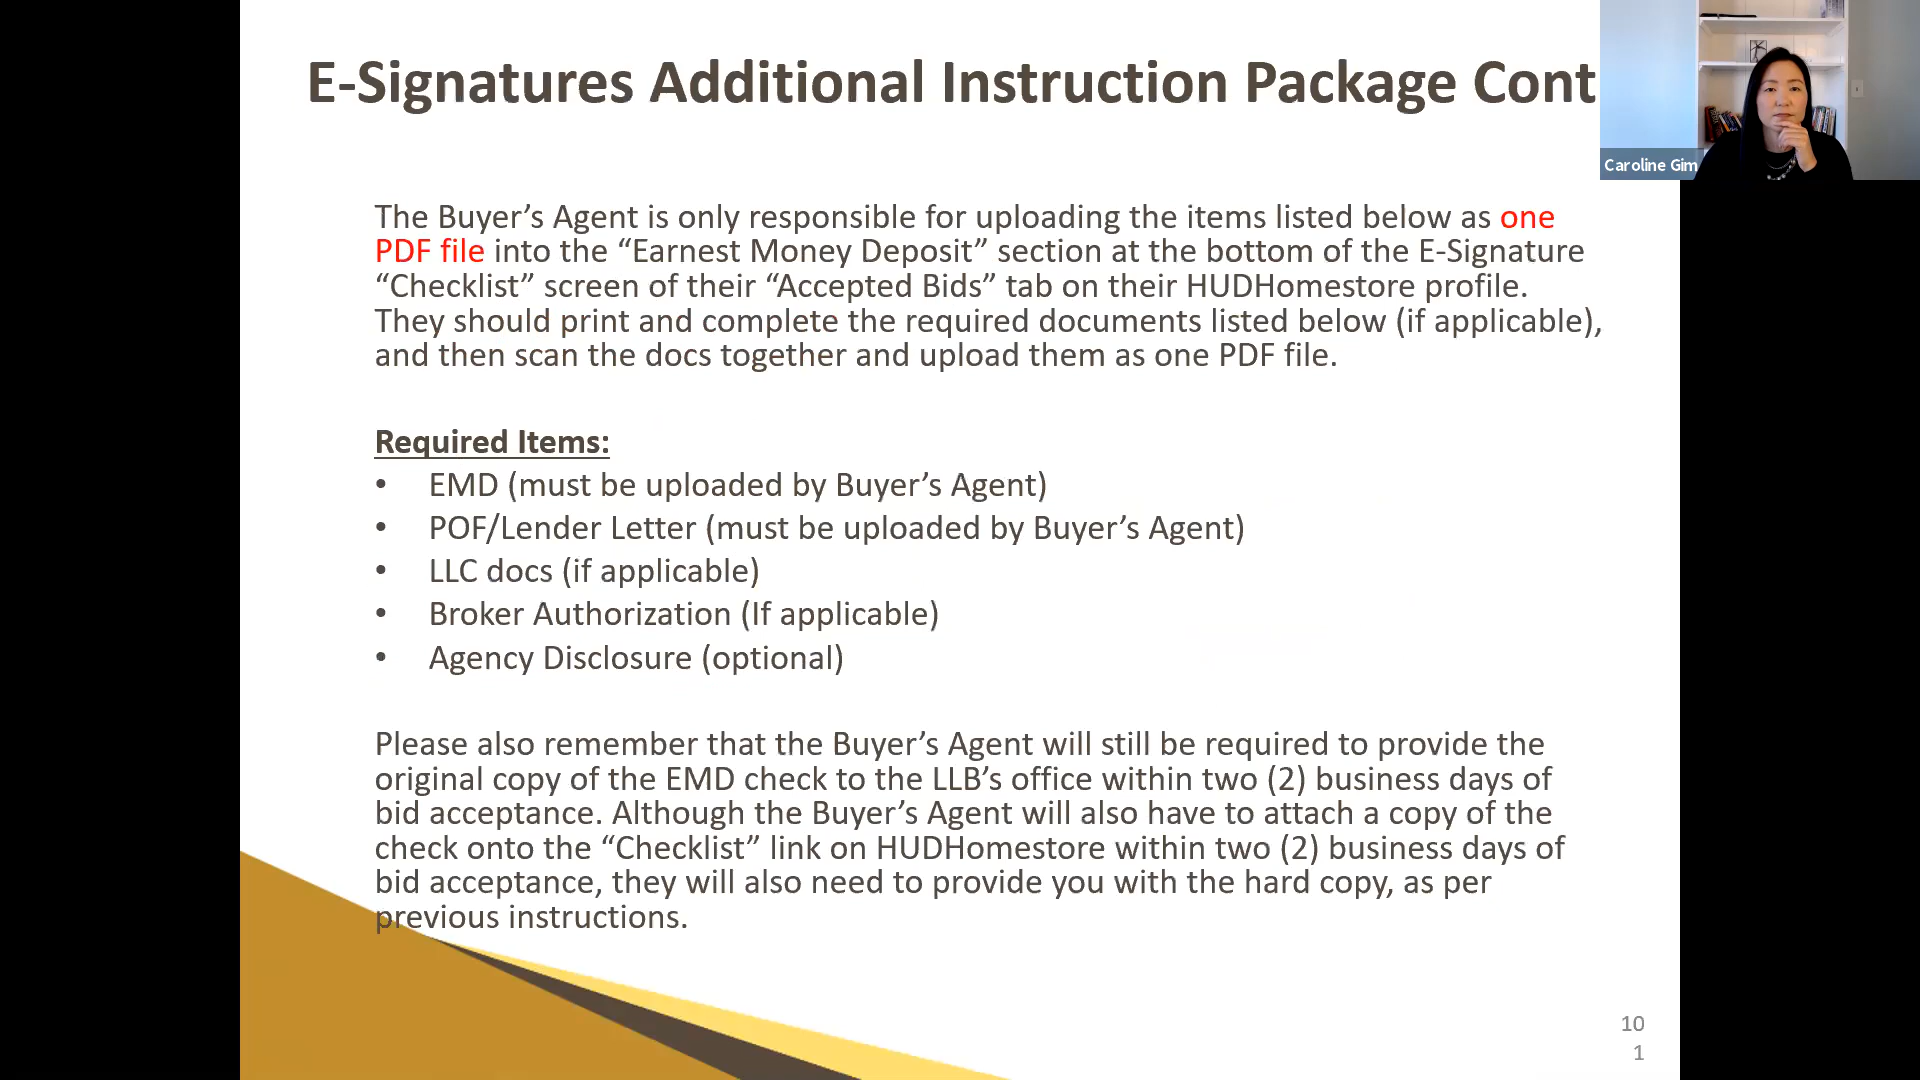 E-Signatures Additional Instruction Package Cont
Caroline Gim
The Buyer’s Agent is only responsible for uploading the items listed below as one
PDF file into the “Earnest Money Deposit” section at the bottom of the E-Signature
“Checklist” screen of their “Accepted Bids” tab on their HUDHomestore profile.
They should print and complete the required documents listed below (if applicable),
and then scan the docs together and upload them as one PDF file.
Required Items:
• EMD (must be uploaded by Buyer’s Agent)
• POF/Lender Letter (must be uploaded by Buyer’s Agent)
• LLC docs (if applicable)
• Broker Authorization (If applicable)
• Agency Disclosure (optional)
Please also remember that the Buyer’s Agent will still be required to provide the
original copy of the EMD check to the LLB’s office within two (2) business days of
bid acceptance. Although the Buyer’s Agent will also have to attach a copy of the
check onto the “Checklist” link on HUDHomestore within two (2) business days of
bid acceptance, they will also need to provide you with the hard copy, as per
previous instructions.
10
1